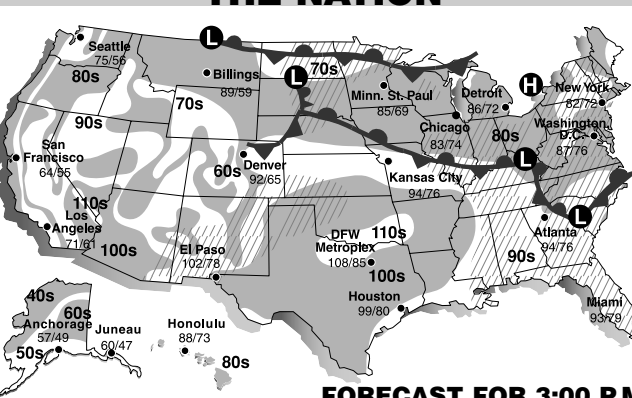 THE NATION
Seattle
75/56
80s
L
Billings
89/59
L
70s
Minn. St. Paul
85/69
Detroit
86/72
H
New York
82/72
70s
90s
Chicago
83/74
80s
Washington,
D.C.
87/76
San
Francisco
64/55
60s
Denver
92/65
Kansas City
94/76
L
110s
Los
Angeles
71/61
100s
El Paso
102/78
DFW
Metroplex
108/85
110s
100s
L
Atlanta
94/76
90s
Houston
99/80
Miami
93/79
40s
60s
Anchorage
57/49
50s
Juneau
60/47
Honolulu
88/73
80s
FORECAST FOR 3:00 P.M